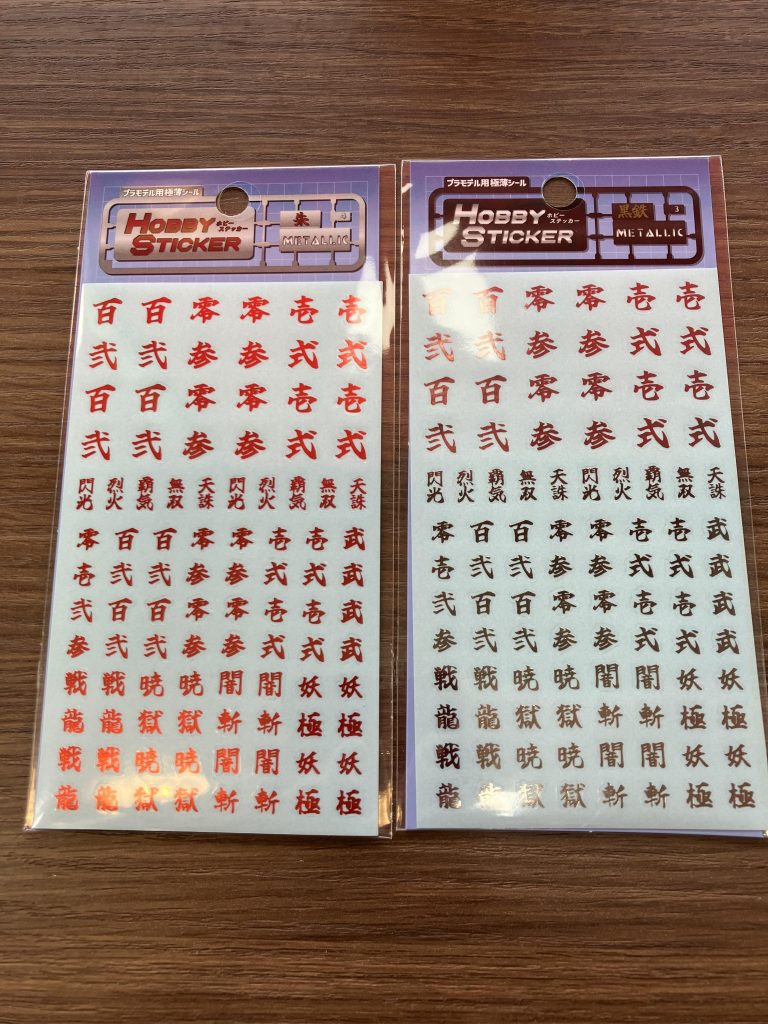 プラモデル用極薄シール
HOBBY STICKER
ホビーステッカー
朱
METALLIC
百 百 零 零 壱 壱
弐 弐 参 参 式 式
百 百 零 零 壱 壱
弐 弐 参 参 式 式
閃光 烈火 覇気 無双 天誅 閃光 烈火 覇気 無双 天誅
零 百 百 零 零 壱 壱 武
壱 弐 弐 参 参 式 式 武
弐 百 百 零 零 壱 壱 武
参 弐 弐 参 参 式 式 武
戦 戦 暁 暁 闇 闇 妖 妖
龍 龍 獄 獄 斬 斬 極 極
戦 戦 暁 暁 闇 闇 妖 妖
龍 龍 獄 獄 斬 斬 極 極
プラモデル用極薄シール
HOBBY STICKER
ホビーステッカー
黒鉄
3
METALLIC
百 百 零 零 壱 壱
弐 弐 参 参 式 式
百 百 零 零 壱 壱
弐 弐 参 参 式 式
閃光 烈火 覇気 無双 天誅 閃光 烈火 覇気 無双 天誅
零 百 百 零 零 壱 壱 武
壱 弐 弐 参 参 式 式 武
弐 百 百 零 零 壱 壱 武
参 弐 弐 参 参 式 式 武
戦 戦 暁 暁 闇 闇 妖 妖
龍 龍 獄 獄 斬 斬 極 極
戦 戦 暁 暁 闇 闇 妖 妖
龍 龍 獄 獄 斬 斬 極 極